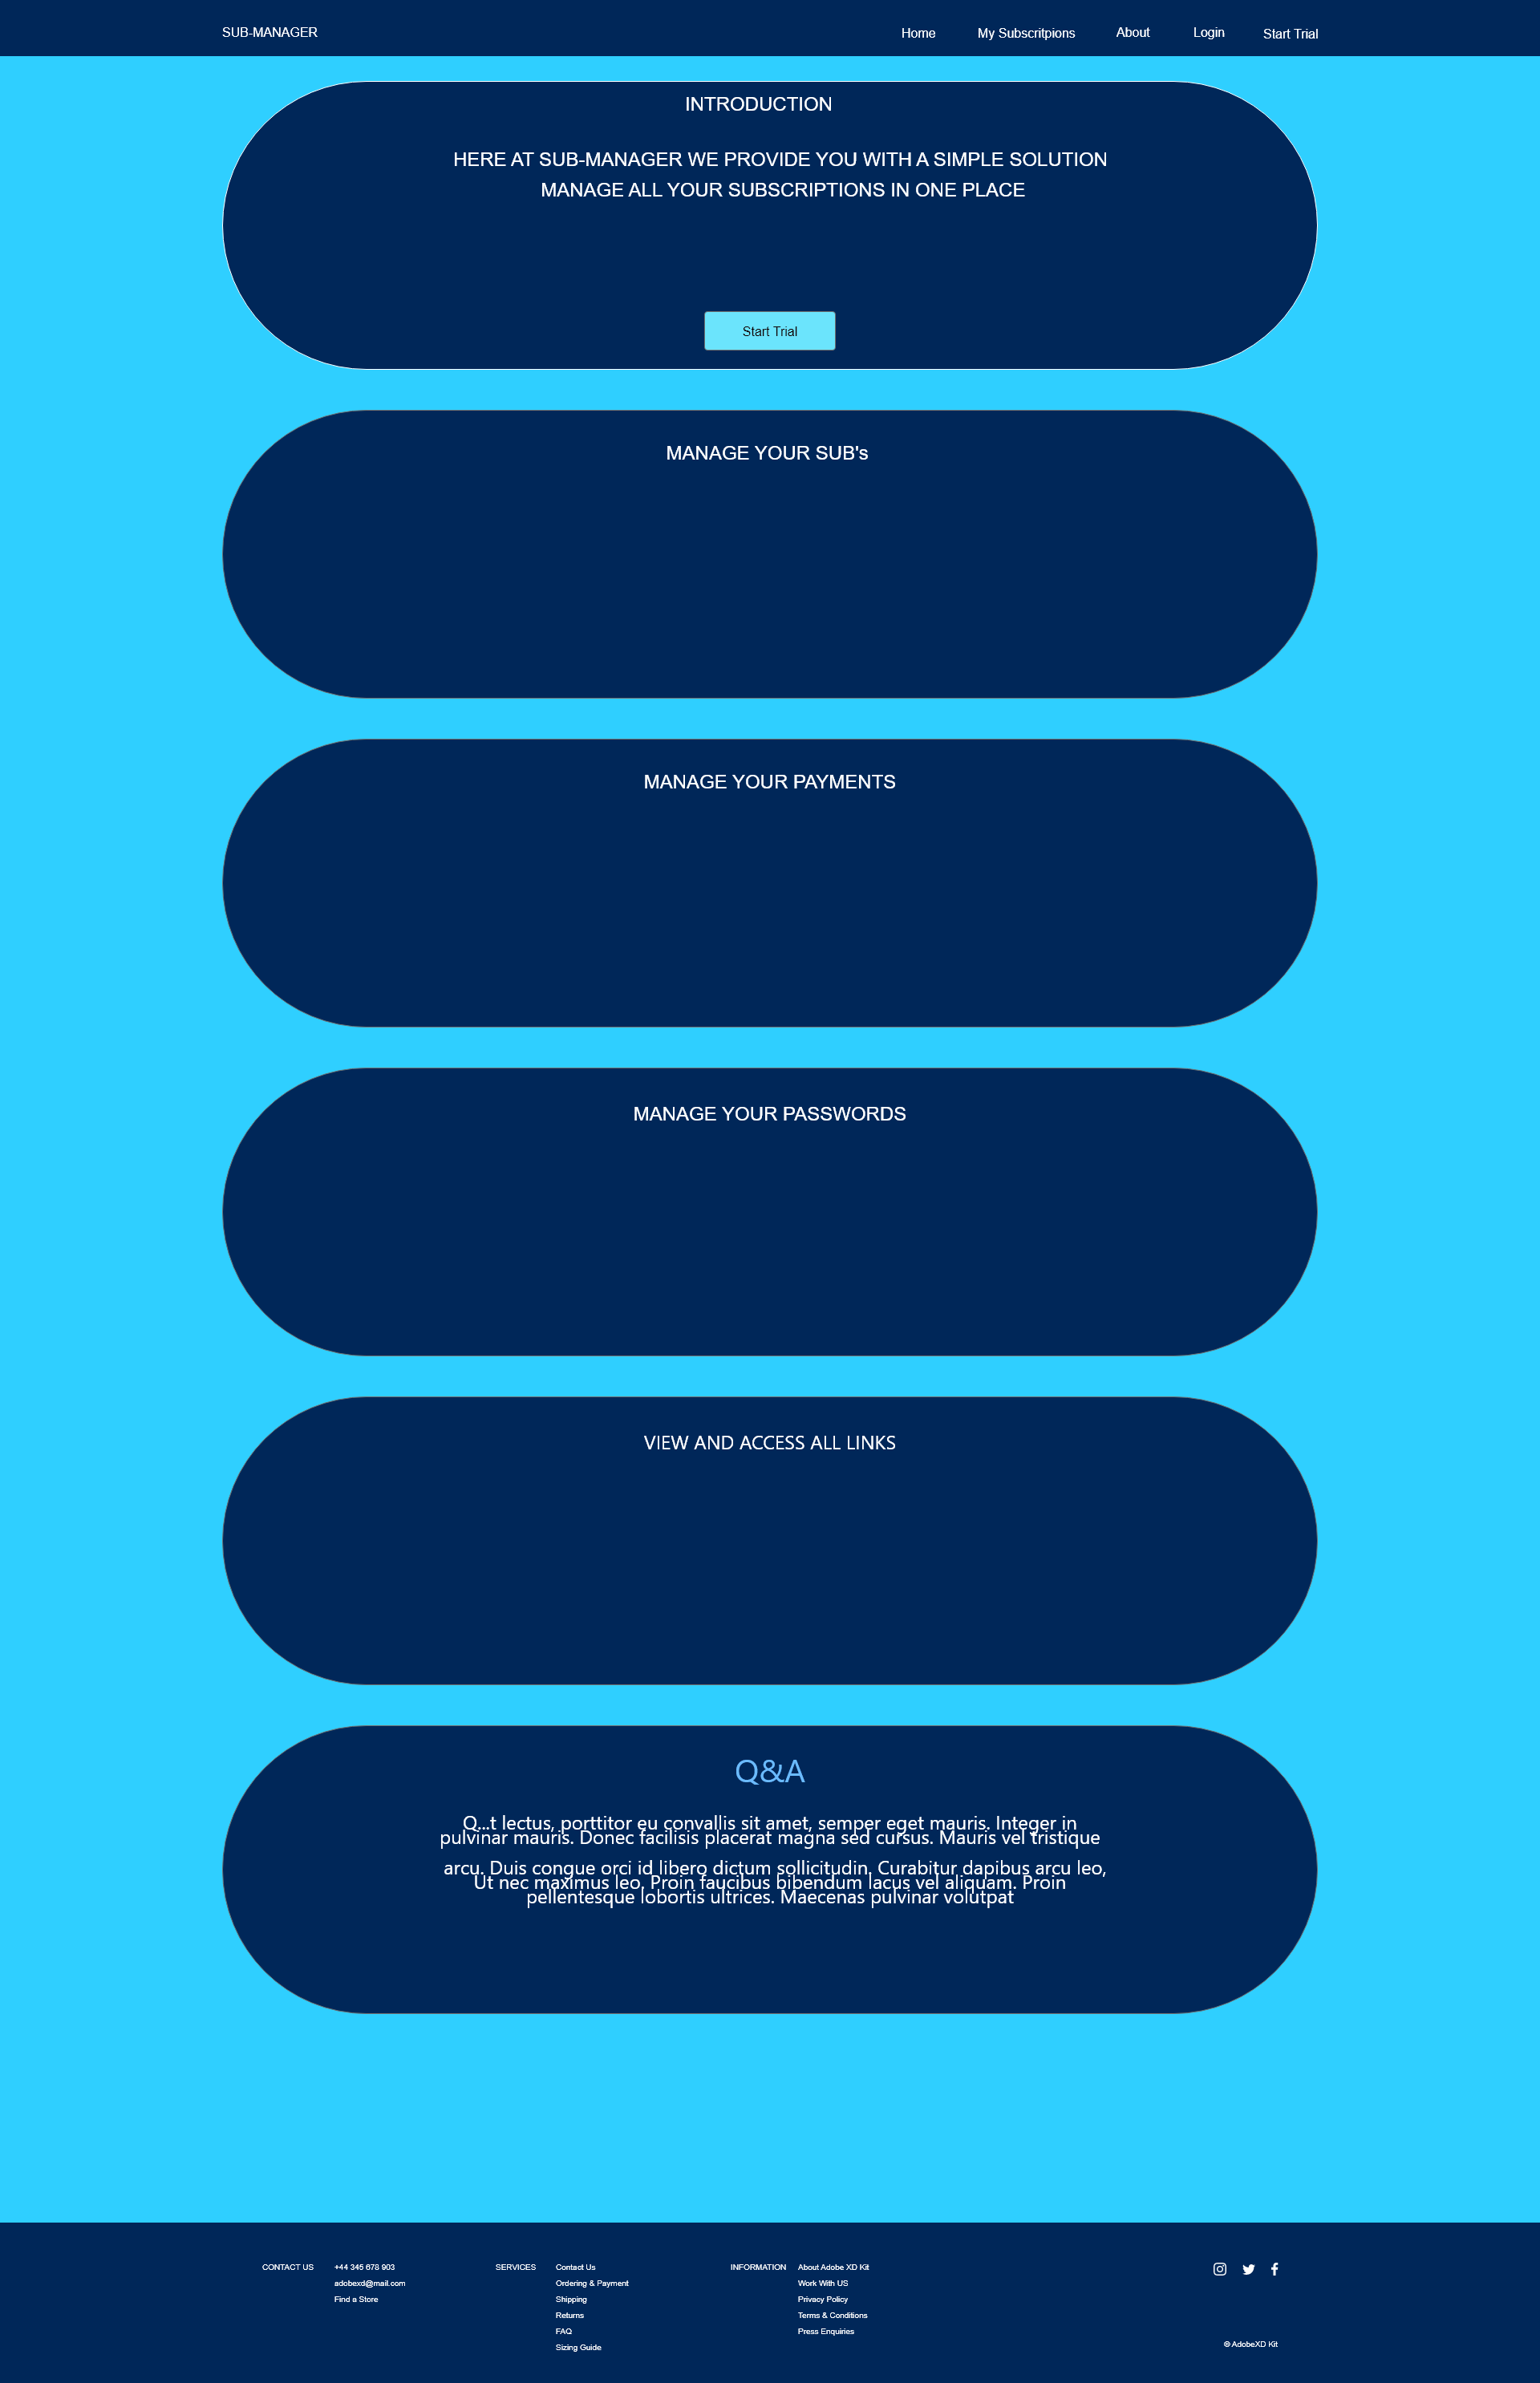 SUB-MANAGER
Home
My Subscritpions
About
Login
Start Trial
INTRODUCTION
HERE AT SUB-MANAGER WE PROVIDE YOU WITH A SIMPLE SOLUTION
MANAGE ALL YOUR SUBSCRIPTIONS IN ONE PLACE
Start Trial
MANAGE YOUR SUB's
MANAGE YOUR PAYMENTS
MANAGE YOUR PASSWORDS
VIEW AND ACCESS ALL LINKS
Q&A
Q...t lectus, porttitor eu convallis sit amet, semper eget mauris. Integer in
pulvinar mauris. Donec facilisis placerat magna sed cursus. Mauris vel tristique
arcu. Duis congue orci id libero dictum sollicitudin. Curabitur dapibus arcu leo,
Ut nec maximus leo. Proin faucibus bibendum lacus vel aliquam. Proin
pellentesque lobortis ultrices. Maecenas pulvinar volutpat
CONTACT US
+44 345 678 903
adobexd@mail.com
Find a Store
SERVICES
Contact Us
Ordering & Payment
Shipping
Returns
FAQ
Sizing Guide
INFORMATION
About Adobe XD Kit
Work With US
Privacy Policy
Terms & Conditions
Press Enquiries
© AdobeXD Kit